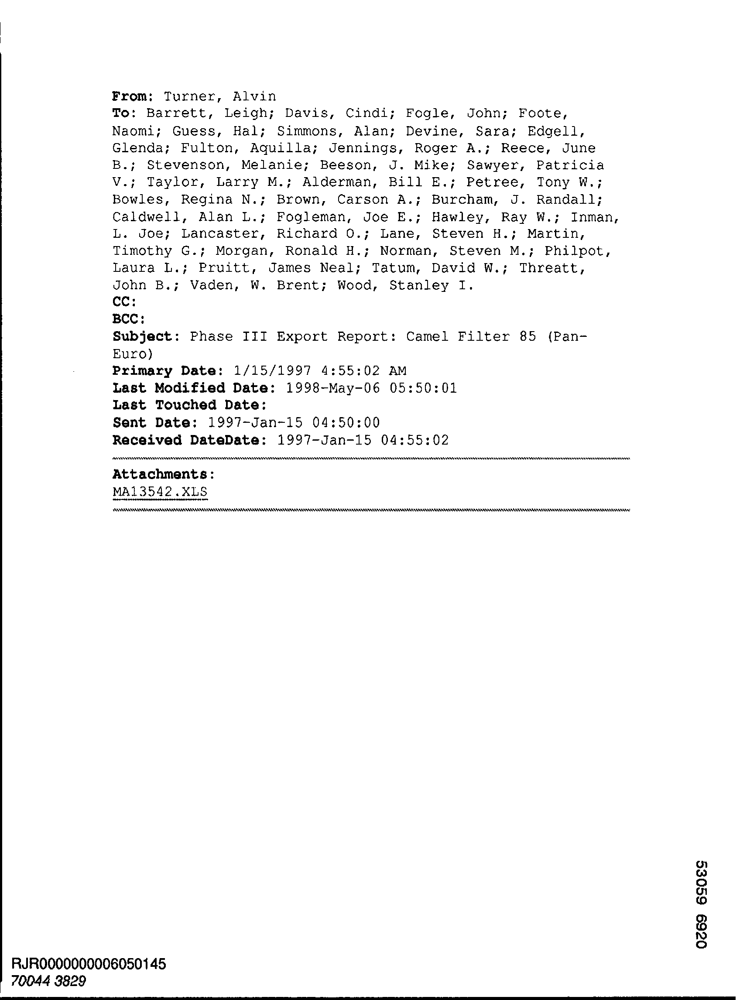 From: Turner, Alvin
To: Barrett, Leigh; Davis, Cindi; Fogle, John; Foote,
Naomi; Guess, Hal; Simmons, Alan; Devine, Sara; Edgell,
Glenda; Fulton, Aquilla; Jennings, Roger A.; Reece, June
B.; Stevenson, Melanie; Beeson, J. Mike; Sawyer, Patricia
V.; Taylor, Larry M.; Alderman, Bill E.; Petree, Tony W.;
Bowles, Regina N.; Brown, Carson A.; Burcham, J. Randall;
Caldwell, Alan L.; Fogleman, Joe E.; Hawley, Ray W.; Inman,
L. Joe; Lancaster, Richard O.; Lane, Steven H.; Martin,
Timothy G.; Morgan, Ronald H.; Norman, Steven M.; Philpot,
Laura L.; Pruitt, James Neal; Tatum, David W.; Threatt,
John B.; Vaden, W. Brent; Wood, Stanley I.
CC:
BCC:
Subject: Phase III Export Report: Camel Filter 85 (Pan-
Euro)
Primary Date: 1/15/1997 4:55:02 AM
Last Modified Date: 1998-May-06 05:50:01
Last Touched Date:
Sent Date: 1997-Jan-15 04:50:00
Received DateDate: 1997-Jan-15 04:55:02
Attachments:
MA13542.XLS
53059 6920
RJR0000000006050145
70044 3829